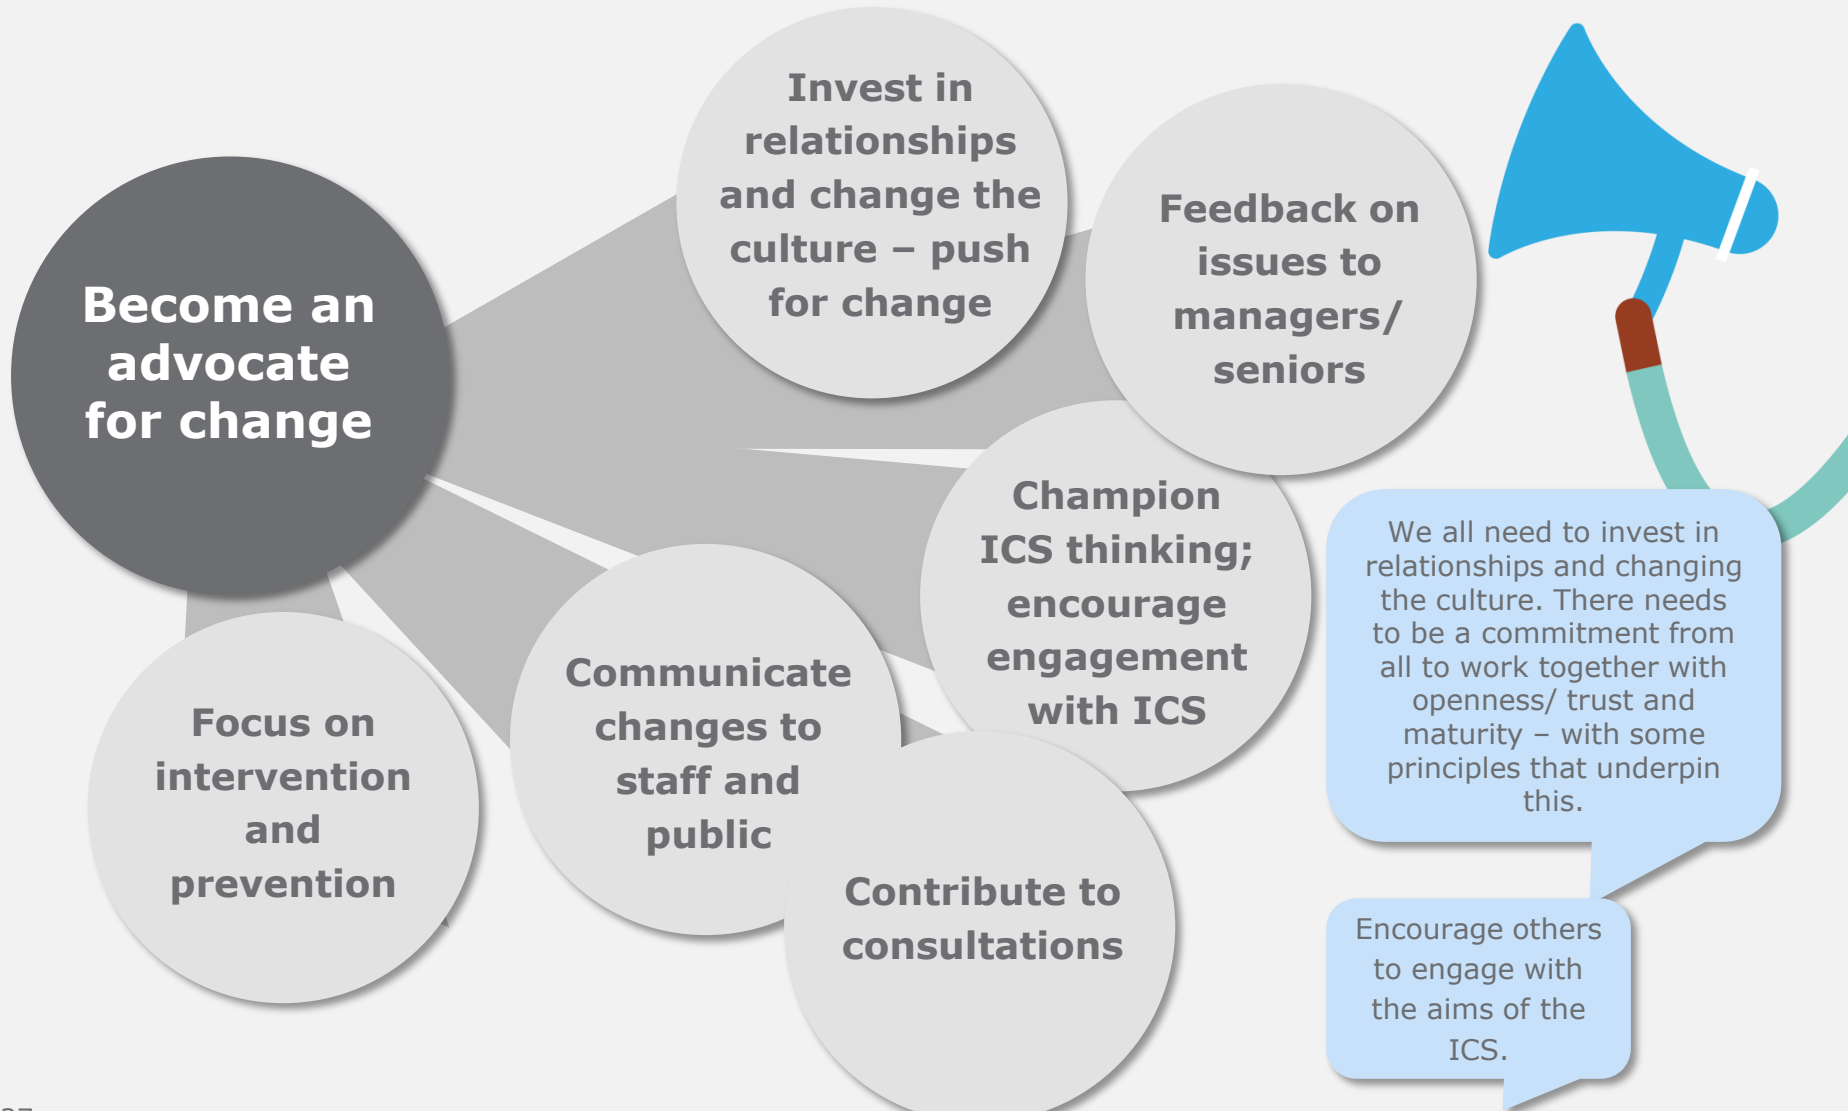 Become an
advocate
for change
Invest in
relationships
and change the
culture – push
for change
Feedback on
issues to
managers/
seniors
Champion
ICS thinking;
encourage
engagement
with ICS
Communicate
changes to
staff and
public
Contribute to
consultations
Focus on
intervention
and
prevention
We all need to invest in
relationships and changing
the culture. There needs
to be a commitment from
all to work together with
openness/ trust and
maturity – with some
principles that underpin
this.
Encourage others
to engage with
the aims of the
ICS.